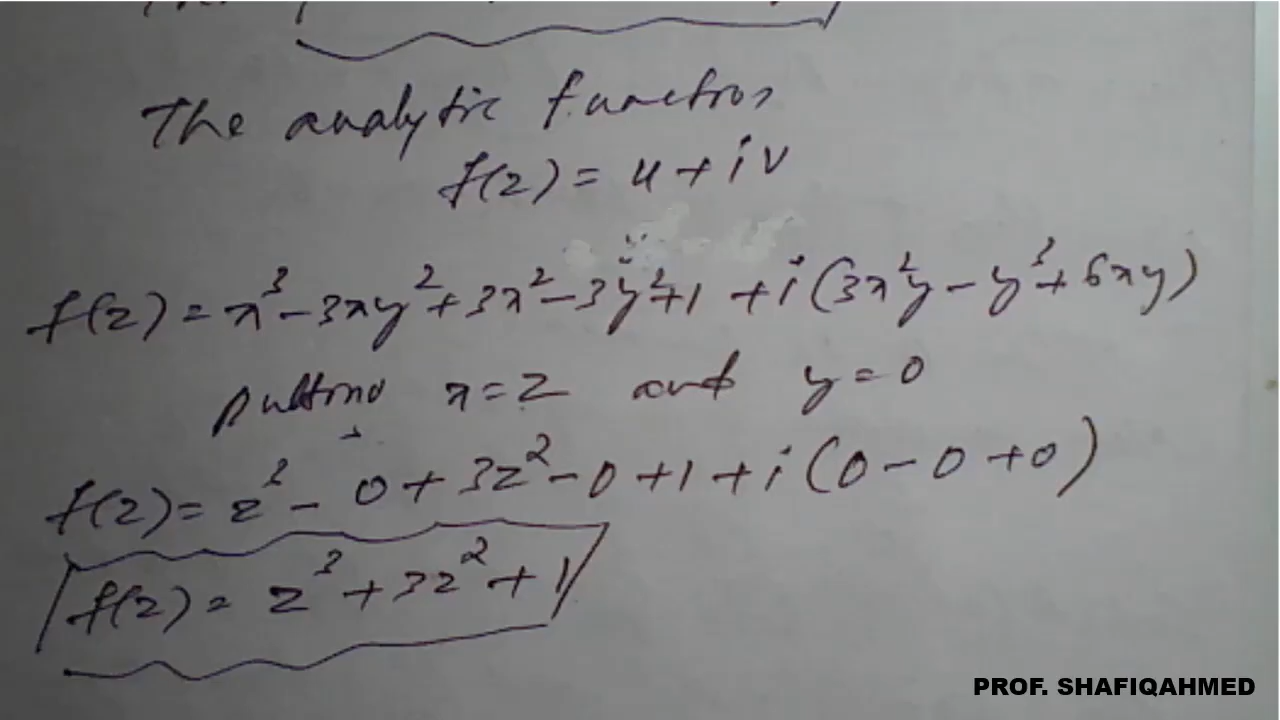 The analytic function
f(z) = u + iv
f(z) = x³ - 3xy² + 3x² - 3y² + 1 + i(3x²y - y³ + 6xy)
putting x = z and y = 0
f(z) = z³ - 0 + 3z² - 0 + 1 + i(0 - 0 + 0)
f(z) = z³ + 3z² + 1
PROF. SHAFIQAHMED